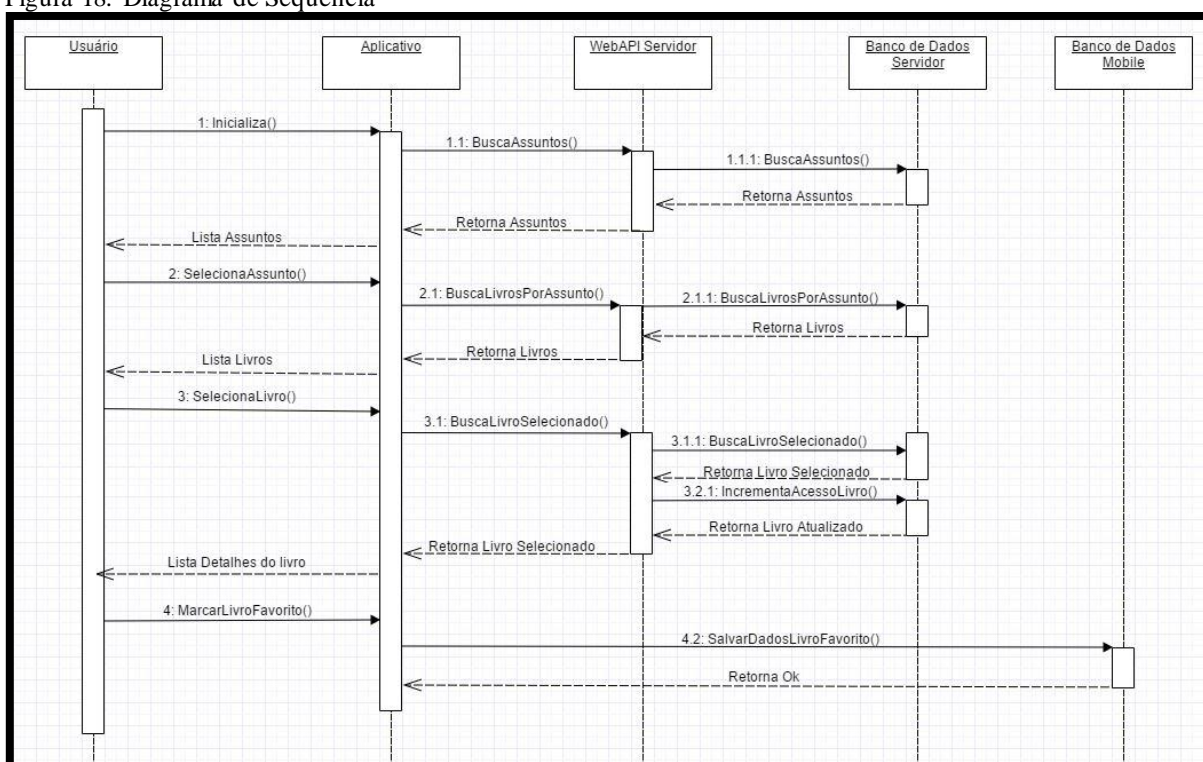 Figura 18: Diagrama de Sequência
Usuário
Aplicativo
WebAPI Servidor
Banco de Dados
Servidor
Banco de Dados
Mobile
1: Inicializa()
1.1: BuscaAssuntos()
1.1.1: BuscaAssuntos()
Retorna Assuntos
Retorna Assuntos
Lista Assuntos
2: SelecionaAssunto()
2.1: BuscaLivrosPorAssunto()
2.1.1: BuscaLivrosPorAssunto()
Retorna Livros
Retorna Livros
Lista Livros
3: SelecionaLivro()
3.1: BuscaLivroSelecionado()
3.1.1: BuscaLivroSelecionado()
Retorna Livro Selecionado
3.2.1: IncrementaAcessoLivro()
Retorna Livro Atualizado
Retorna Livro Selecionado
Lista Detalhes do livro
4: MarcarLivroFavorito()
4.2: SalvarDadosLivroFavorito()
Retorna Ok